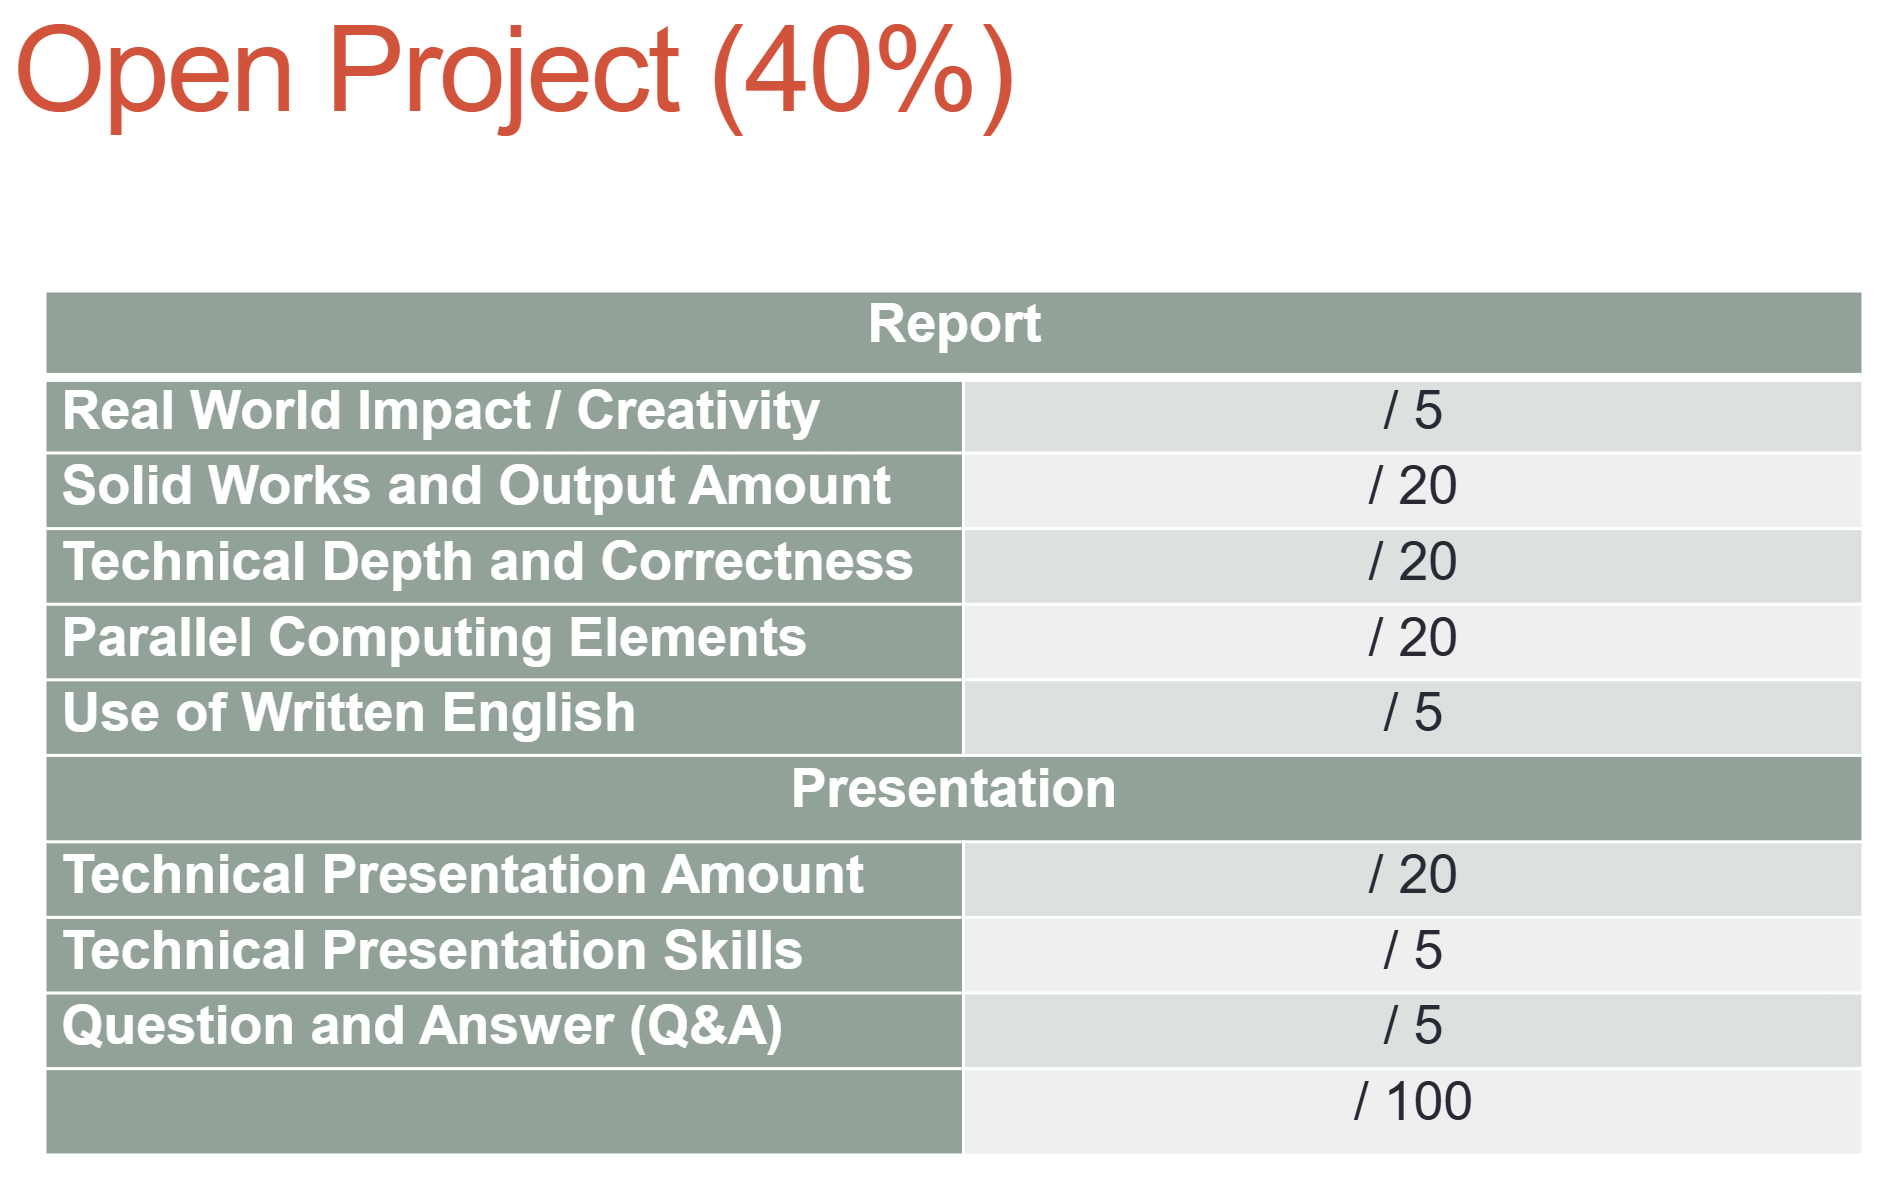 Open Project (40%)
Report
Real World Impact / Creativity / 5
Solid Works and Output Amount / 20
Technical Depth and Correctness / 20
Parallel Computing Elements / 20
Use of Written English / 5
Presentation
Technical Presentation Amount / 20
Technical Presentation Skills / 5
Question and Answer (Q&A) / 5
/ 100